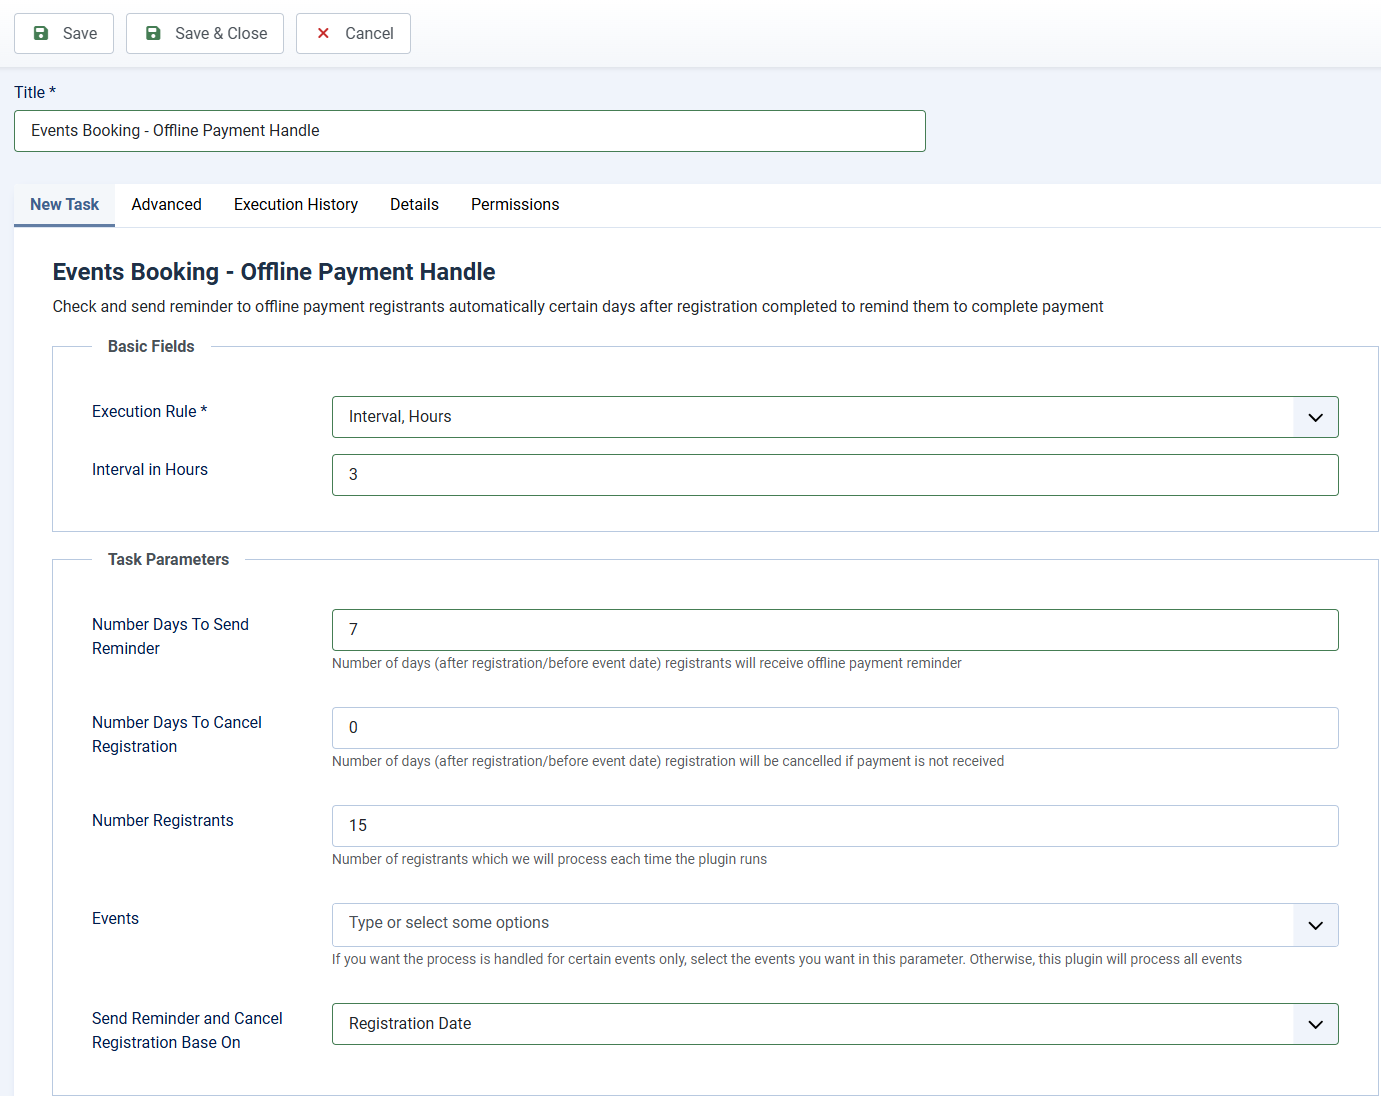 Save
Save & Close
Cancel
Title *
Events Booking - Offline Payment Handle
New Task
Advanced
Execution History
Details
Permissions
Events Booking - Offline Payment Handle
Check and send reminder to offline payment registrants automatically certain days after registration completed to remind them to complete payment
Basic Fields
Execution Rule *
Interval, Hours
Interval in Hours
3
Task Parameters
Number Days To Send
Reminder
7
Number of days (after registration/before event date) registrants will receive offline payment reminder
Number Days To Cancel
Registration
0
Number of days (after registration/before event date) registration will be cancelled if payment is not received
Number Registrants
15
Number of registrants which we will process each time the plugin runs
Events
Type or select some options
If you want the process is handled for certain events only, select the events you want in this parameter. Otherwise, this plugin will process all events
Send Reminder and Cancel
Registration Base On
Registration Date